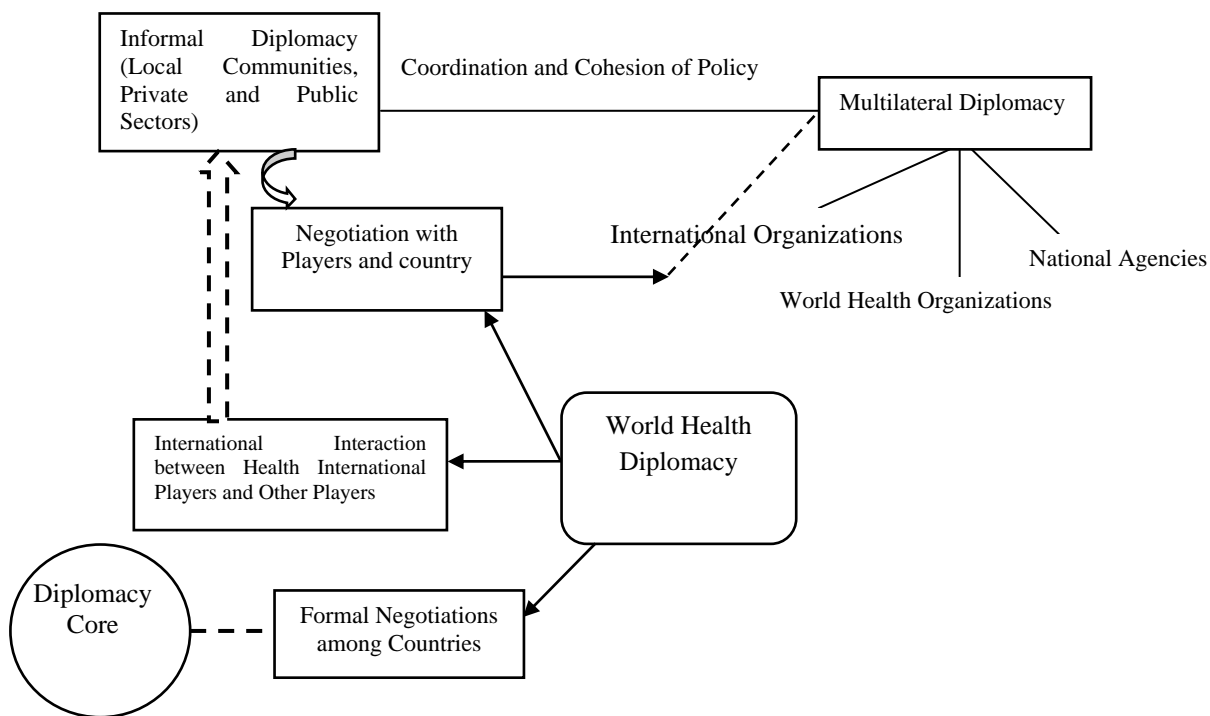 Informal Diplomacy
(Local Communities,
Private and Public
Sectors)
Coordination and Cohesion of Policy
Multilateral Diplomacy
Negotiation with
Players and country
International Organizations
National Agencies
World Health Organizations
World Health
Diplomacy
International Interaction
between Health International
Players and Other Players
Diplomacy
Core
Formal Negotiations
among Countries